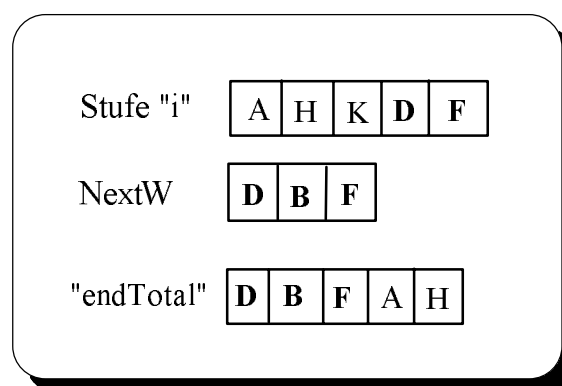 Stufe "i" A H K D F
NextW D B F
"endTotal" D B F A H